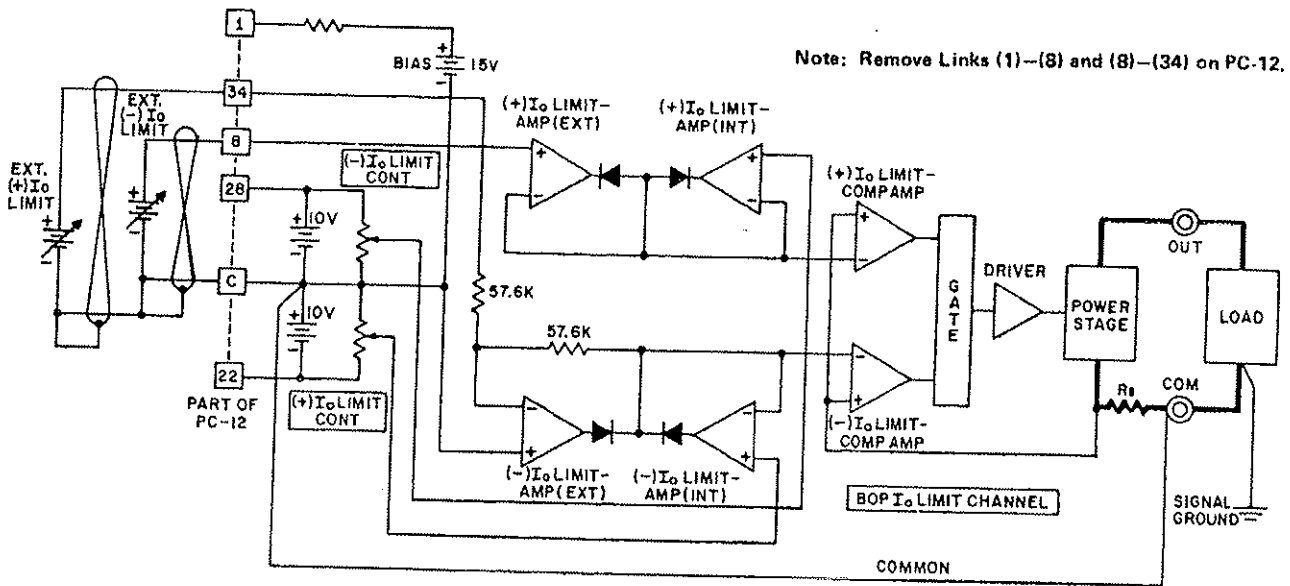 1
BIAS
+
-
15V
Note: Remove Links (1)–(8) and (8)–(34) on PC-12.
34
EXT.
(-)I₀
LIMIT
8
EXT.
(+)I₀
LIMIT
+
-
+
-
28
(-)I₀ LIMIT
CONT
+
10V
-
C
+
10V
-
22
PART OF
PC-12
(+)I₀ LIMIT
CONT
57.6K
57.6K
(+)I₀ LIMIT-
AMP(EXT)
+
-
(+)I₀ LIMIT-
AMP(INT)
+
-
(-)I₀ LIMIT-
AMP(EXT)
-
+
(-)I₀ LIMIT-
AMP(INT)
-
+
(+)I₀ LIMIT-
COMP AMP
+
-
-
+
(-)I₀ LIMIT-
COMP AMP
GATE
DRIVER
POWER
STAGE
OUT
LOAD
COM
BOP I₀ LIMIT CHANNEL
SIGNAL
GROUND
COMMON